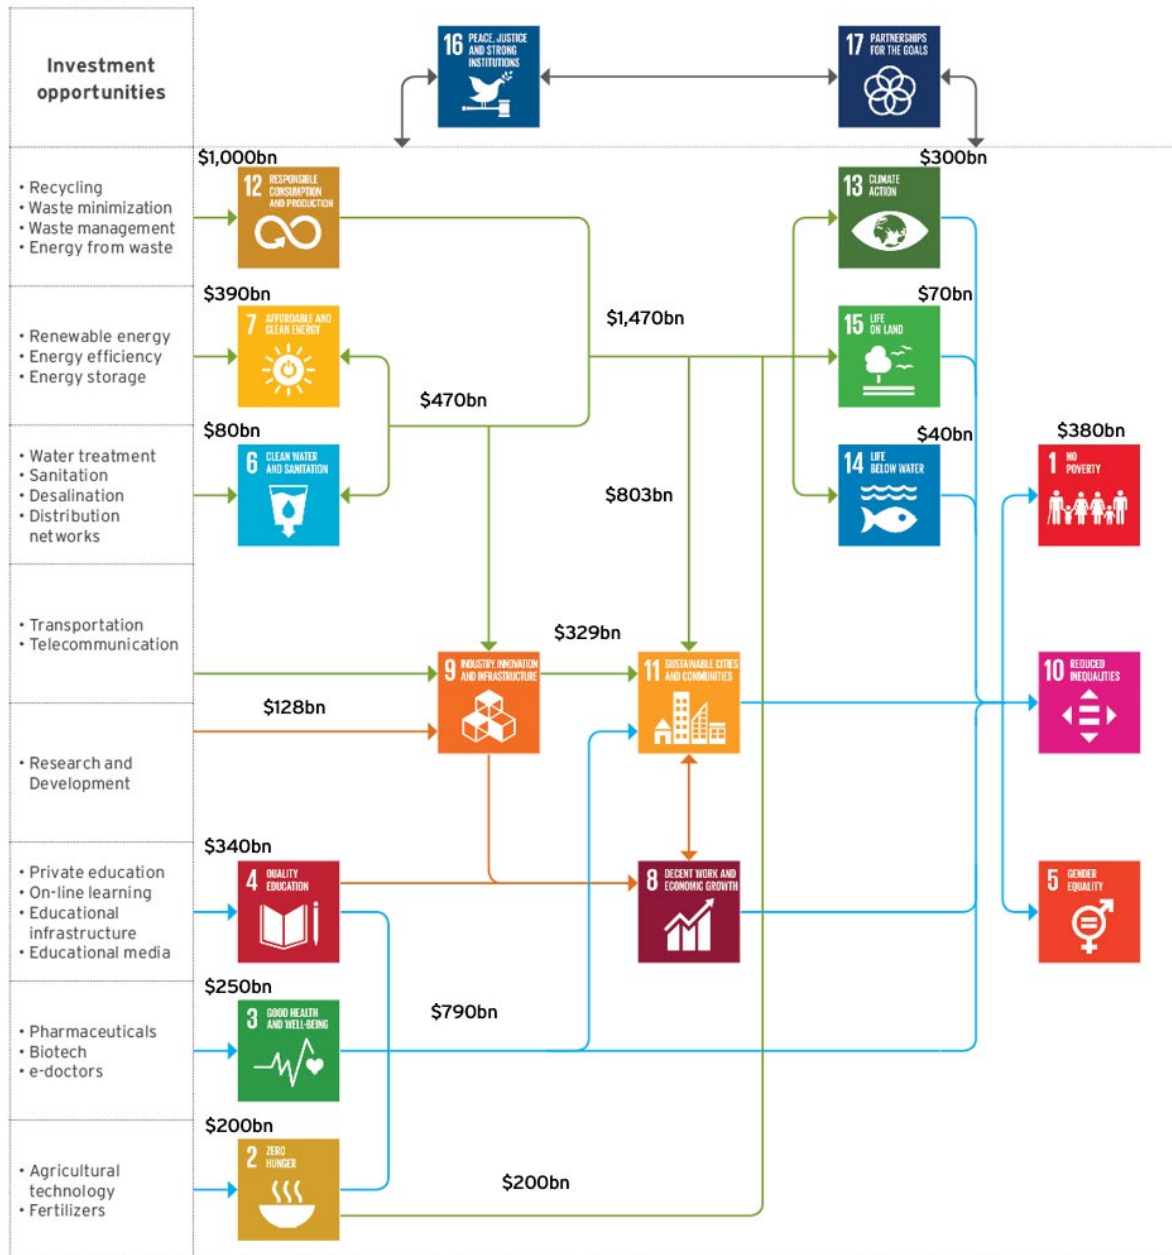 Investment
opportunities
16 PEACE, JUSTICE
AND STRONG
INSTITUTIONS
17 PARTNERSHIPS
FOR THE GOALS
$1,000bn
$300bn
• Recycling
• Waste minimization
• Waste management
• Energy from waste
12 RESPONSIBLE
CONSUMPTION
AND PRODUCTION
13 CLIMATE
ACTION
$390bn
$70bn
• Renewable energy
• Energy efficiency
• Energy storage
7 AFFORDABLE AND
CLEAN ENERGY
$1,470bn
15 LIFE
ON LAND
$470bn
$80bn
$40bn
$380bn
• Water treatment
• Sanitation
• Desalination
• Distribution
networks
6 CLEAN WATER
AND SANITATION
$803bn
14 LIFE
BELOW WATER
1 NO
POVERTY
• Transportation
• Telecommunication
$329bn
9 INDUSTRY, INNOVATION
AND INFRASTRUCTURE
11 SUSTAINABLE CITIES
AND COMMUNITIES
10 REDUCED
INEQUALITIES
$128bn
• Research and
Development
$340bn
• Private education
• On-line learning
• Educational
infrastructure
• Educational media
4 QUALITY
EDUCATION
8 DECENT WORK AND
ECONOMIC GROWTH
5 GENDER
EQUALITY
$250bn
• Pharmaceuticals
• Biotech
• e-doctors
3 GOOD HEALTH
AND WELL-BEING
$790bn
$200bn
• Agricultural
technology
• Fertilizers
2 ZERO
HUNGER
$200bn